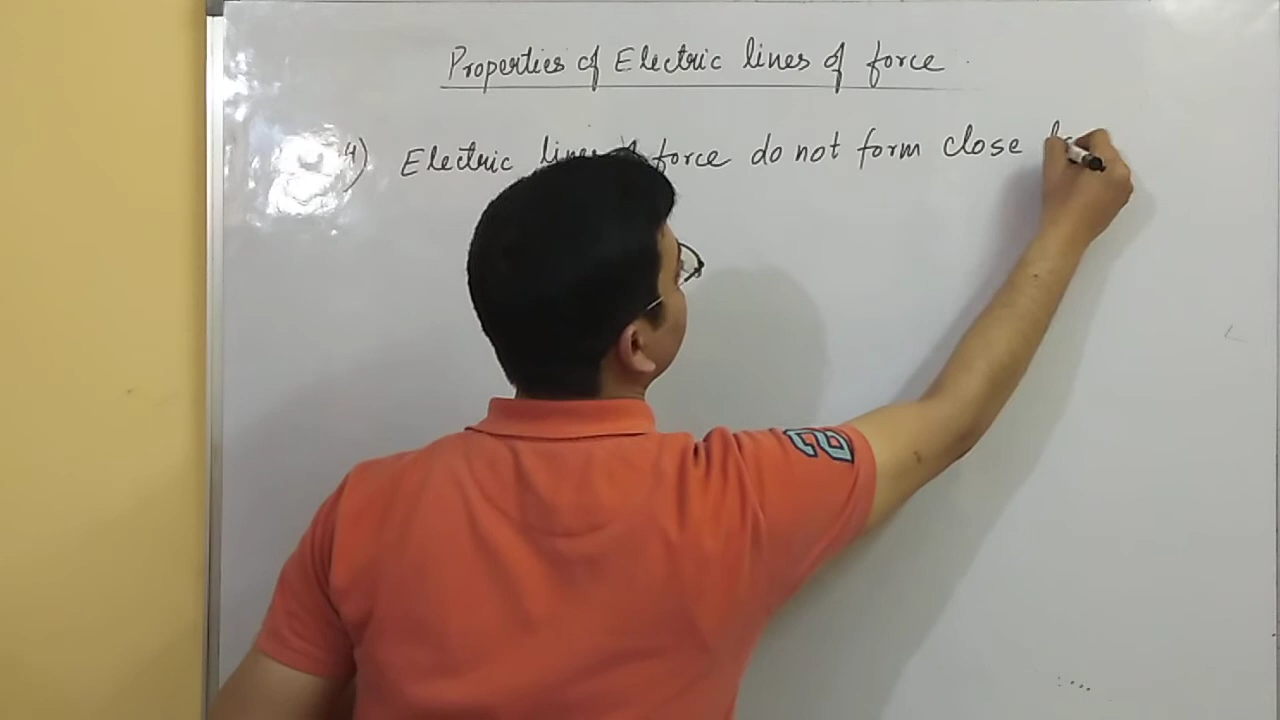 Properties of Electric lines of force
4) Electric lines of force do not form close